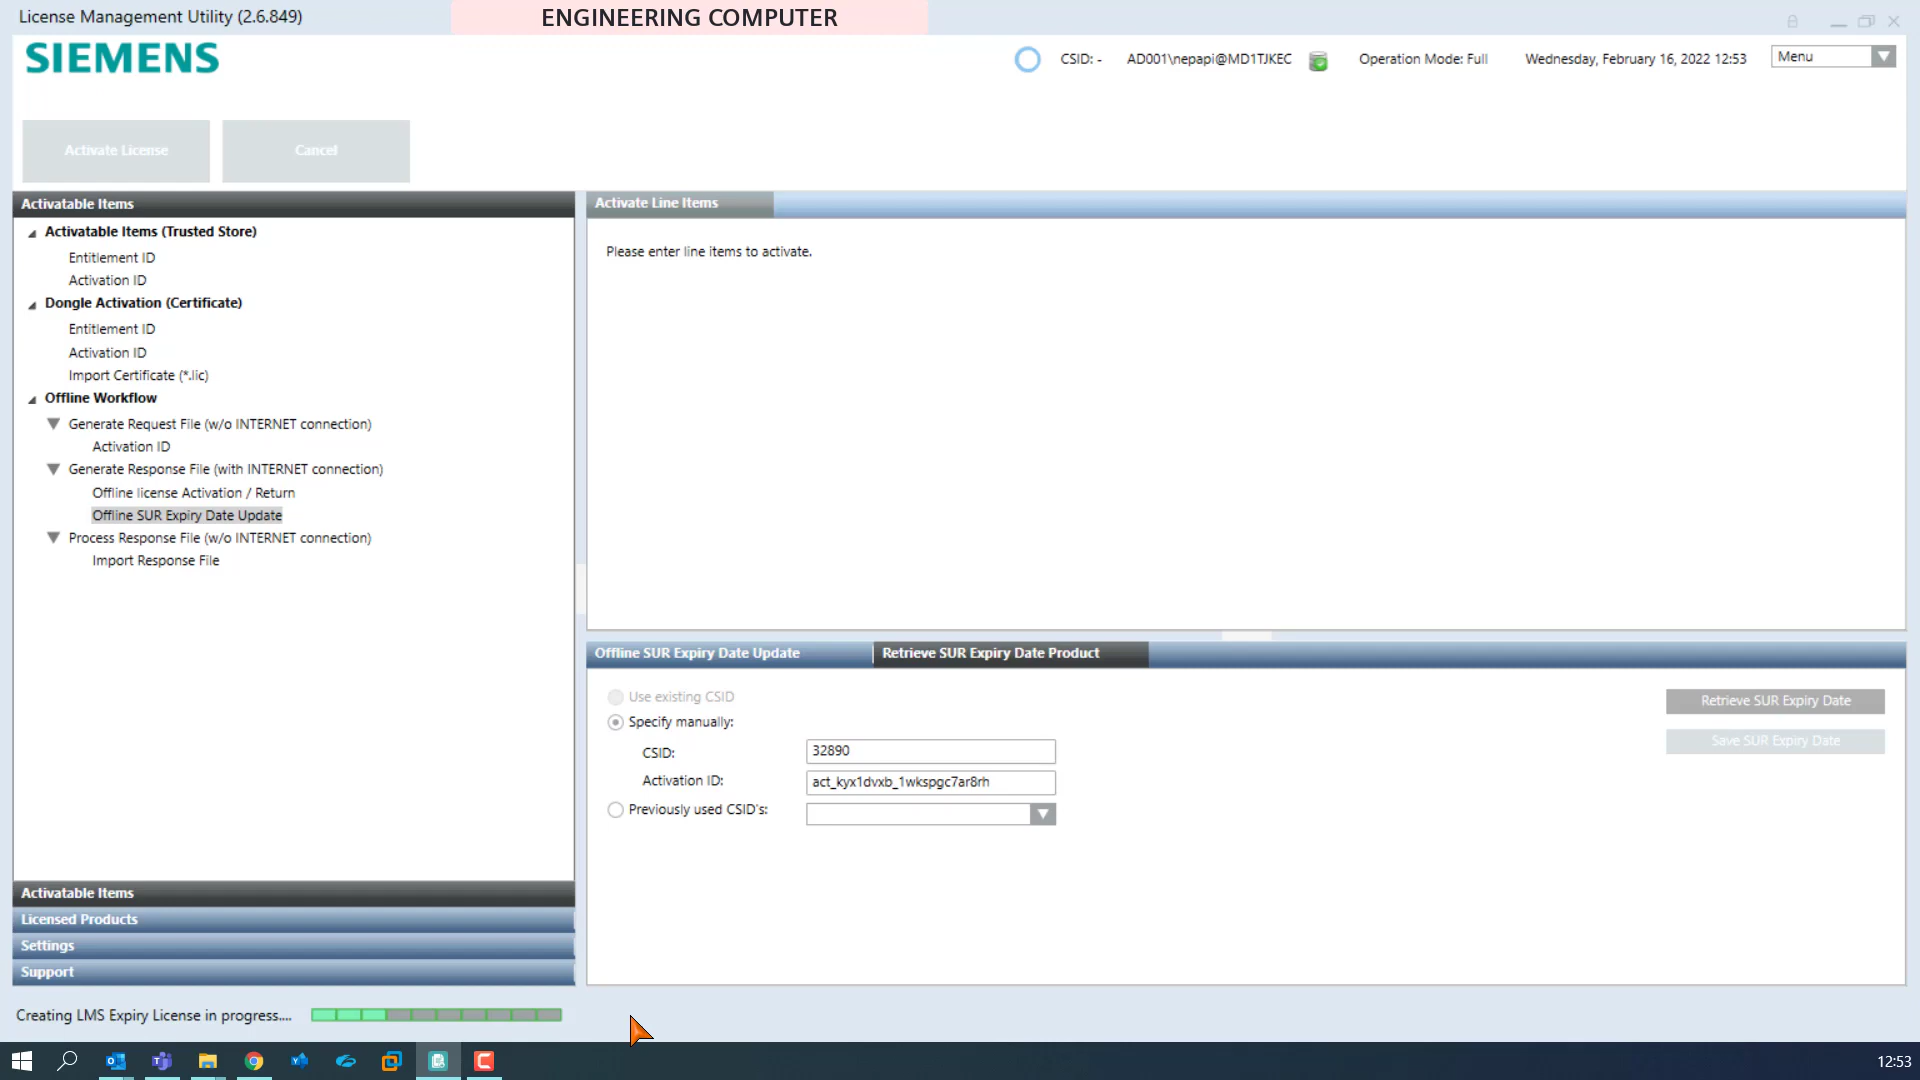 License Management Utility (2.6.849)
ENGINEERING COMPUTER
SIEMENS
CSID: -
AD001\nepapi@MD1TJKEC
Operation Mode: Full
Wednesday, February 16, 2022 12:53
Menu
Activate License
Cancel
Activatable Items
Activatable Items (Trusted Store)
Entitlement ID
Activation ID
Dongle Activation (Certificate)
Entitlement ID
Activation ID
Import Certificate (*.lic)
Offline Workflow
Generate Request File (w/o INTERNET connection)
Activation ID
Generate Response File (with INTERNET connection)
Offline license Activation / Return
Offline SUR Expiry Date Update
Process Response File (w/o INTERNET connection)
Import Response File
Activatable Items
Licensed Products
Settings
Support
Activate Line Items
Please enter line items to activate.
Offline SUR Expiry Date Update
Retrieve SUR Expiry Date Product
Use existing CSID
Specify manually:
CSID:
32890
Activation ID:
act_kyx1dvxb_1wkspgc7ar8rh
Previously used CSID's:
Retrieve SUR Expiry Date
Save SUR Expiry Date
Creating LMS Expiry License in progress....
12:53